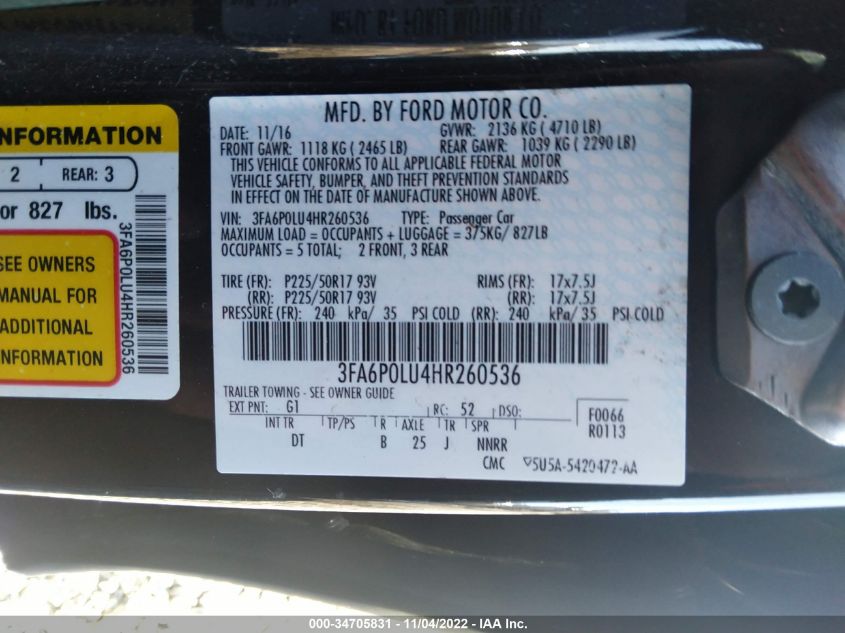 MFD. BY FORD MOTOR CO.
DATE: 11/16 GVWR: 2136 KG ( 4710 LB)
FRONT GAWR: 1118 KG ( 2465 LB) REAR GAWR: 1039 KG ( 2290 LB)
THIS VEHICLE CONFORMS TO ALL APPLICABLE FEDERAL MOTOR
VEHICLE SAFETY, BUMPER, AND THEFT PREVENTION STANDARDS
IN EFFECT ON THE DATE OF MANUFACTURE SHOWN ABOVE.
VIN: 3FA6P0LU4HR260536 TYPE: Passenger Car
MAXIMUM LOAD = OCCUPANTS + LUGGAGE = 375KG/ 827LB
OCCUPANTS = 5 TOTAL; 2 FRONT, 3 REAR
TIRE (FR): P225/50R17 93V RIMS (FR): 17x7.5J
(RR): P225/50R17 93V (RR): 17x7.5J
PRESSURE (FR): 240 kPa/ 35 PSI COLD (RR): 240 kPa/ 35 PSI COLD
3FA6P0LU4HR260536
TRAILER TOWING - SEE OWNER GUIDE
EXT PNT: G1 RC: 52 DSO:
F0066
R0113
INT TR TP/PS R AXLE TR SPR
DT B 25 J NNRR
CMC 5U5A-5420472-AA
NFORMATION
2 REAR: 3
or 827 lbs.
SEE OWNERS
MANUAL FOR
ADDITIONAL
INFORMATION
3FA6P0LU4HR260536
000-34705831 - 11/04/2022 - IAA Inc.